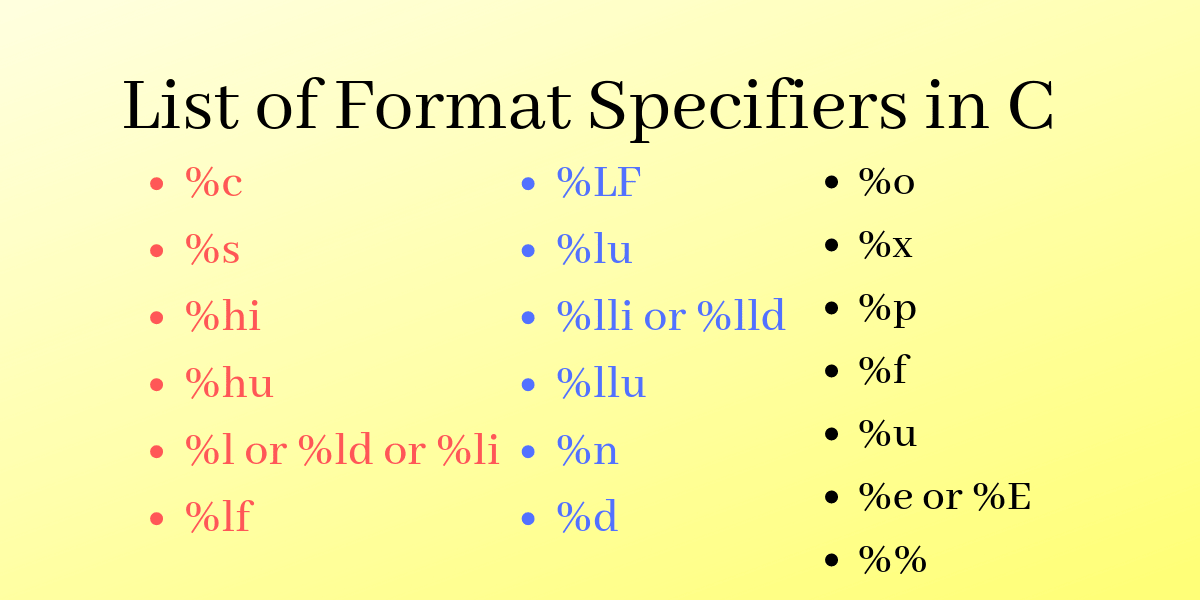 List of Format Specifiers in C
• %c
• %s
• %hi
• %hu
• %l or %ld or %li
• %lf
• %LF
• %lu
• %lli or %lld
• %llu
• %n
• %d
• %o
• %x
• %p
• %f
• %u
• %e or %E
• %%